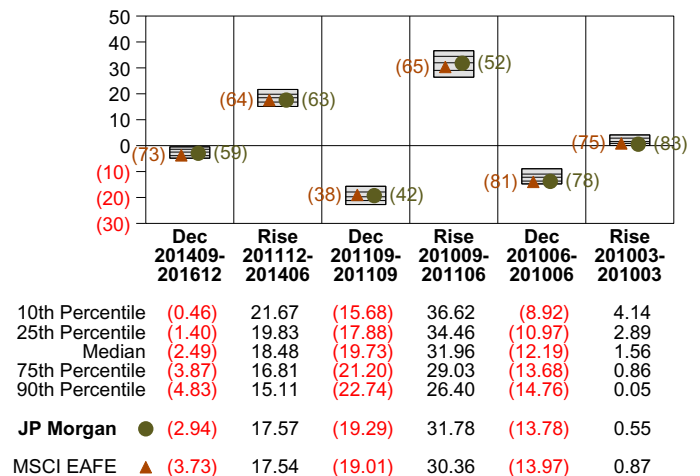 50
40
30
20
10
0
(10)
(20)
(30)
(73) (59)
(64) (63)
(38) (42)
(65) (52)
(81) (78)
(75) (83)
Dec Rise Dec Rise Dec Rise
201409- 201112- 201109- 201009- 201006- 201003-
201612 201406 201109 201106 201006 201003
10th Percentile (0.46) 21.67 (15.68) 36.62 (8.92) 4.14
25th Percentile (1.40) 19.83 (17.88) 34.46 (10.97) 2.89
Median (2.49) 18.48 (19.73) 31.96 (12.19) 1.56
75th Percentile (3.87) 16.81 (21.20) 29.03 (13.68) 0.86
90th Percentile (4.83) 15.11 (22.74) 26.40 (14.76) 0.05
JP Morgan (2.94) 17.57 (19.29) 31.78 (13.78) 0.55
MSCI EAFE (3.73) 17.54 (19.01) 30.36 (13.97) 0.87